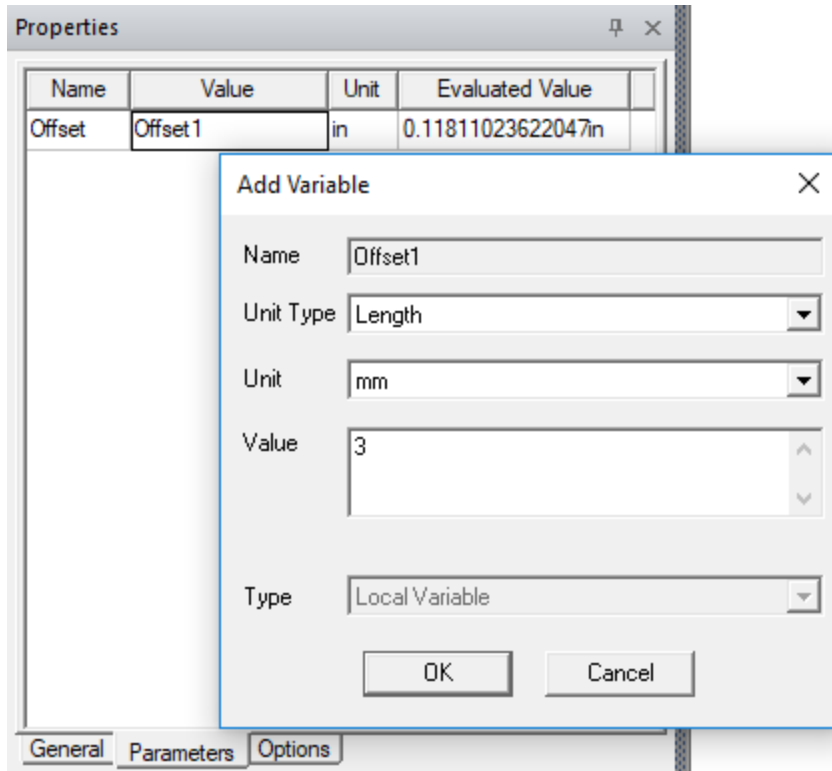 Properties
Name Value Unit Evaluated Value
Offset Offset1 in 0.11811023622047in
Add Variable
Name Offset1
Unit Type Length
Unit mm
Value 3
Type Local Variable
OK Cancel
General Parameters Options